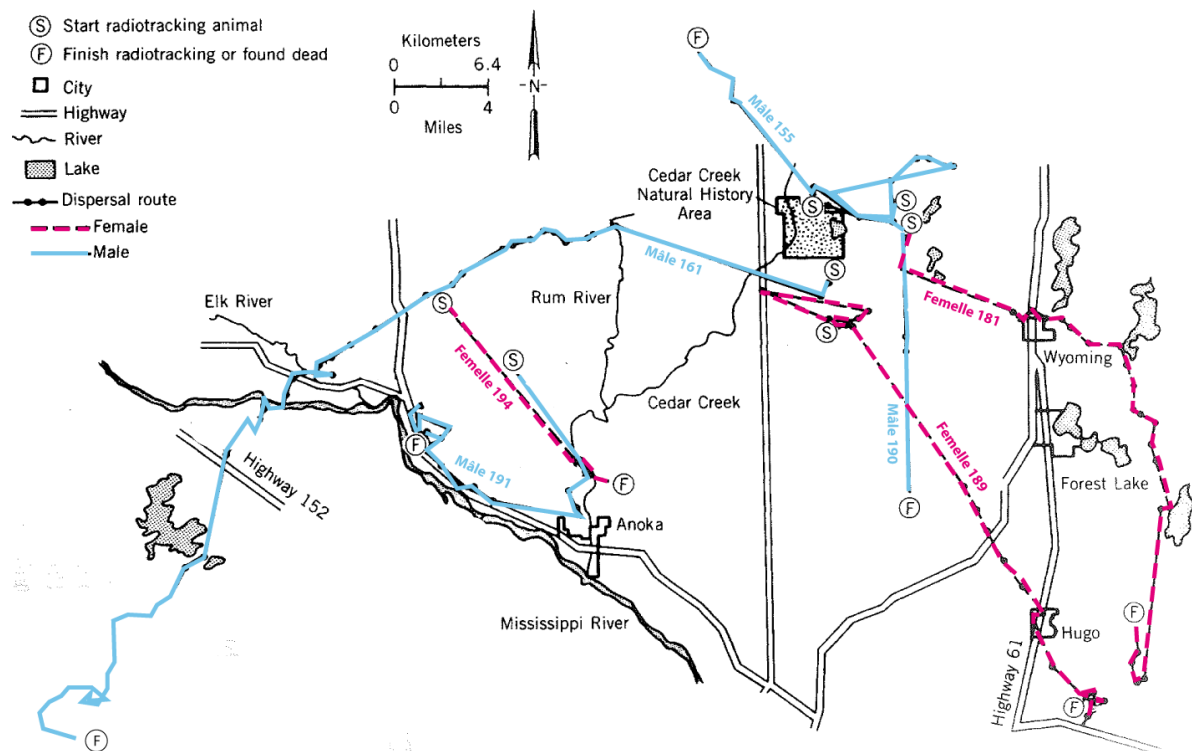 Ⓢ Start radiotracking animal
Ⓕ Finish radiotracking or found dead
City
Highway
River
Lake
Dispersal route
Female
Male
Kilometers
0 6.4
0 4
Miles
-N-
F
Mâle 155
Cedar Creek
Natural History
Area
S
S
S
S
Mâle 161
Elk River
S
Rum River
Femelle 181
S
Wyoming
S
Femelle 194
Cedar Creek
Mâle 190
Femelle 189
F
Mâle 191
Highway 152
F
F
Forest Lake
Anoka
Mississippi River
Hugo
F
Highway 61
F
F